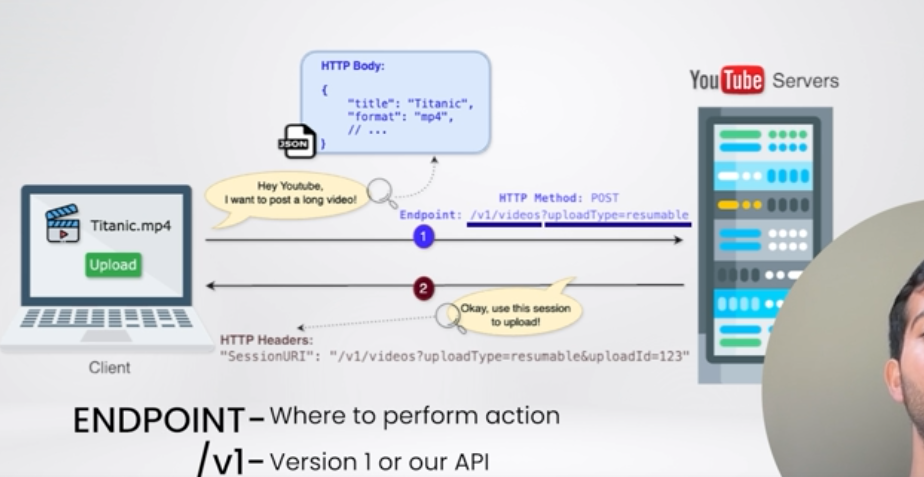 HTTP Body:
{
"title": "Titanic",
"format": "mp4",
// ...
}
JSON
YouTube Servers
Hey Youtube,
I want to post a long video!
HTTP Method: POST
Endpoint: /v1/videos?uploadType=resumable
1
Titanic.mp4
Upload
2
Okay, use this session
to upload!
HTTP Headers:
"SessionURI": "/v1/videos?uploadType=resumable&uploadId=123"
Client
ENDPOINT– Where to perform action
/v1– Version 1 or our API